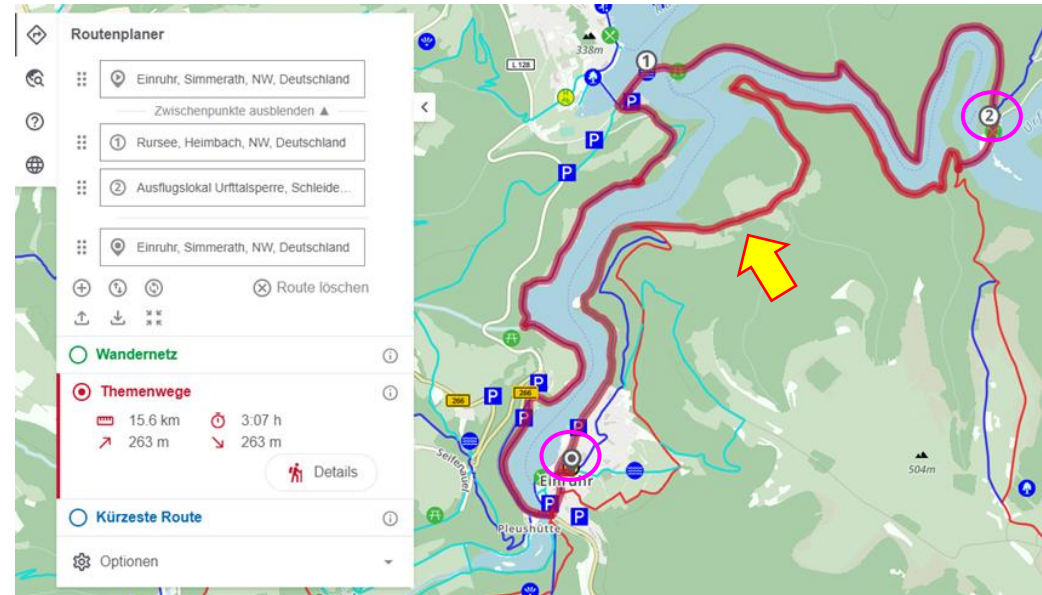 Routenplaner
Einruhr, Simmerath, NW, Deutschland
Zwischenpunkte ausblenden ▲
1 Rursee, Heimbach, NW, Deutschland
2 Ausflugslokal Urfttalsperre, Schleide...
Einruhr, Simmerath, NW, Deutschland
Route löschen
Wandernetz
Themenwege
15.6 km 3:07 h
263 m 263 m
Details
Kürzeste Route
Optionen
338m
L 128
1
P
P
P
2
266
266
P
P
P
P
Seifenauel
Einruhr
P
P
P
Pleushütte
504m